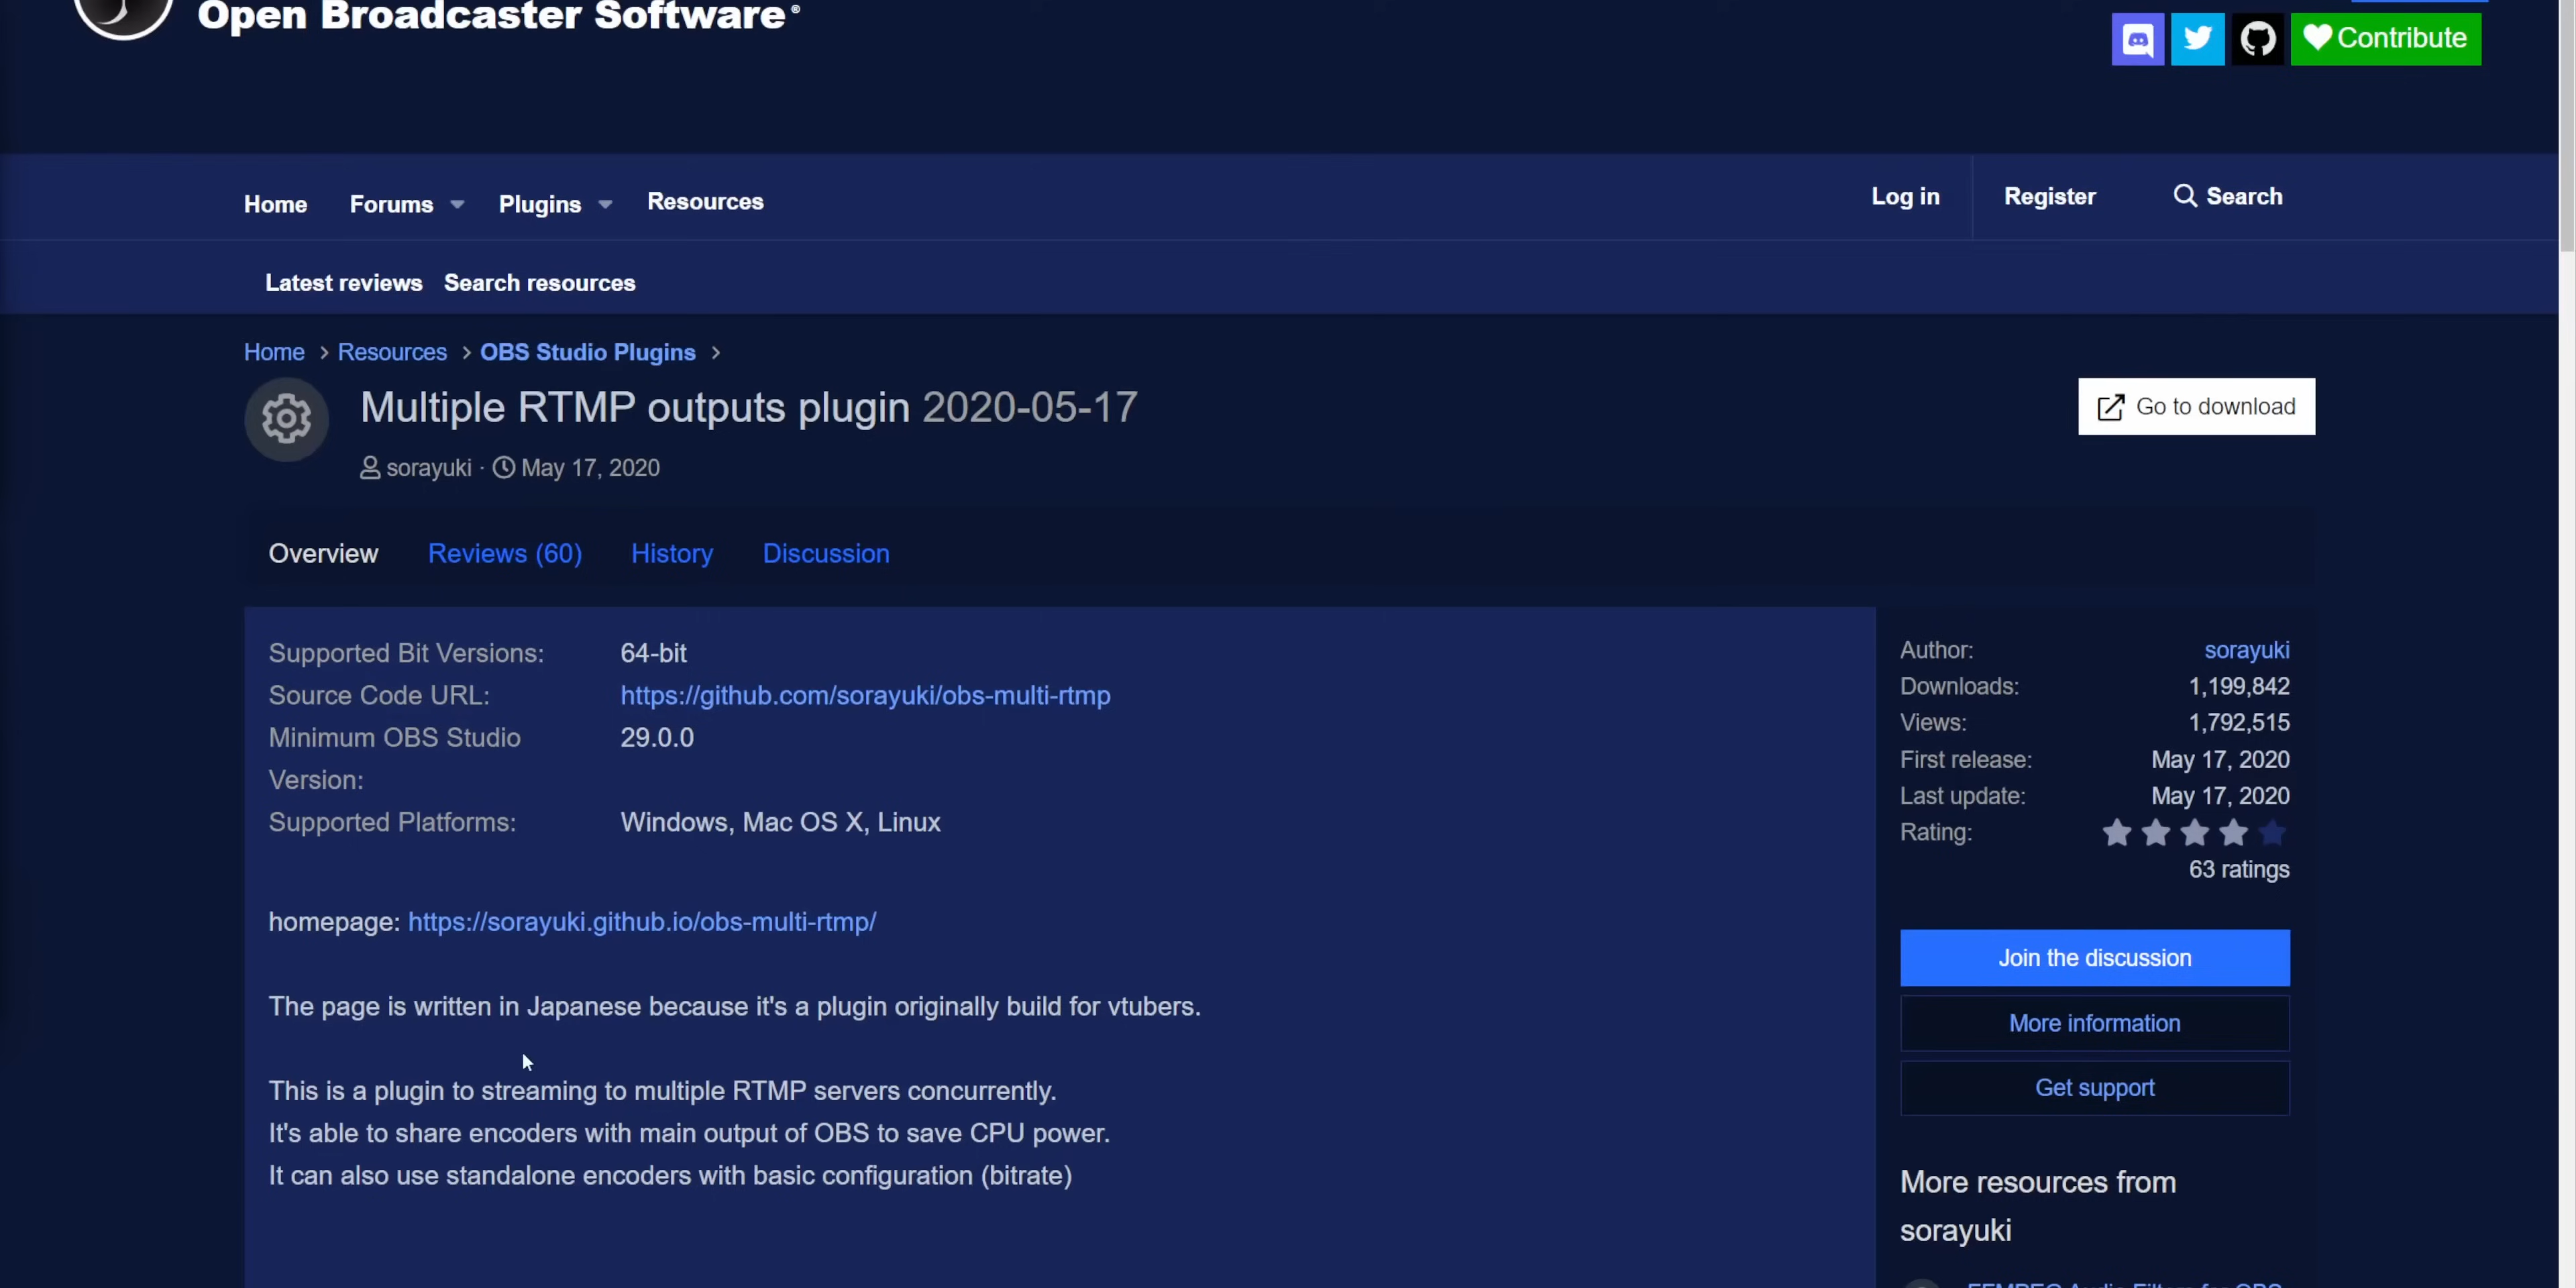 Open Broadcaster Software®
Contribute
Home Forums Plugins Resources
Log in Register Search
Latest reviews Search resources
Home > Resources > OBS Studio Plugins >
Multiple RTMP outputs plugin 2020-05-17
Go to download
sorayuki · May 17, 2020
Overview Reviews (60) History Discussion
Supported Bit Versions: 64-bit
Source Code URL: https://github.com/sorayuki/obs-multi-rtmp
Minimum OBS Studio 29.0.0
Version:
Supported Platforms: Windows, Mac OS X, Linux
homepage: https://sorayuki.github.io/obs-multi-rtmp/
The page is written in Japanese because it's a plugin originally build for vtubers.
This is a plugin to streaming to multiple RTMP servers concurrently.
It's able to share encoders with main output of OBS to save CPU power.
It can also use standalone encoders with basic configuration (bitrate)
Author: sorayuki
Downloads: 1,199,842
Views: 1,792,515
First release: May 17, 2020
Last update: May 17, 2020
Rating:
63 ratings
Join the discussion
More information
Get support
More resources from
sorayuki
FFMPEG Audio Filters for OBS